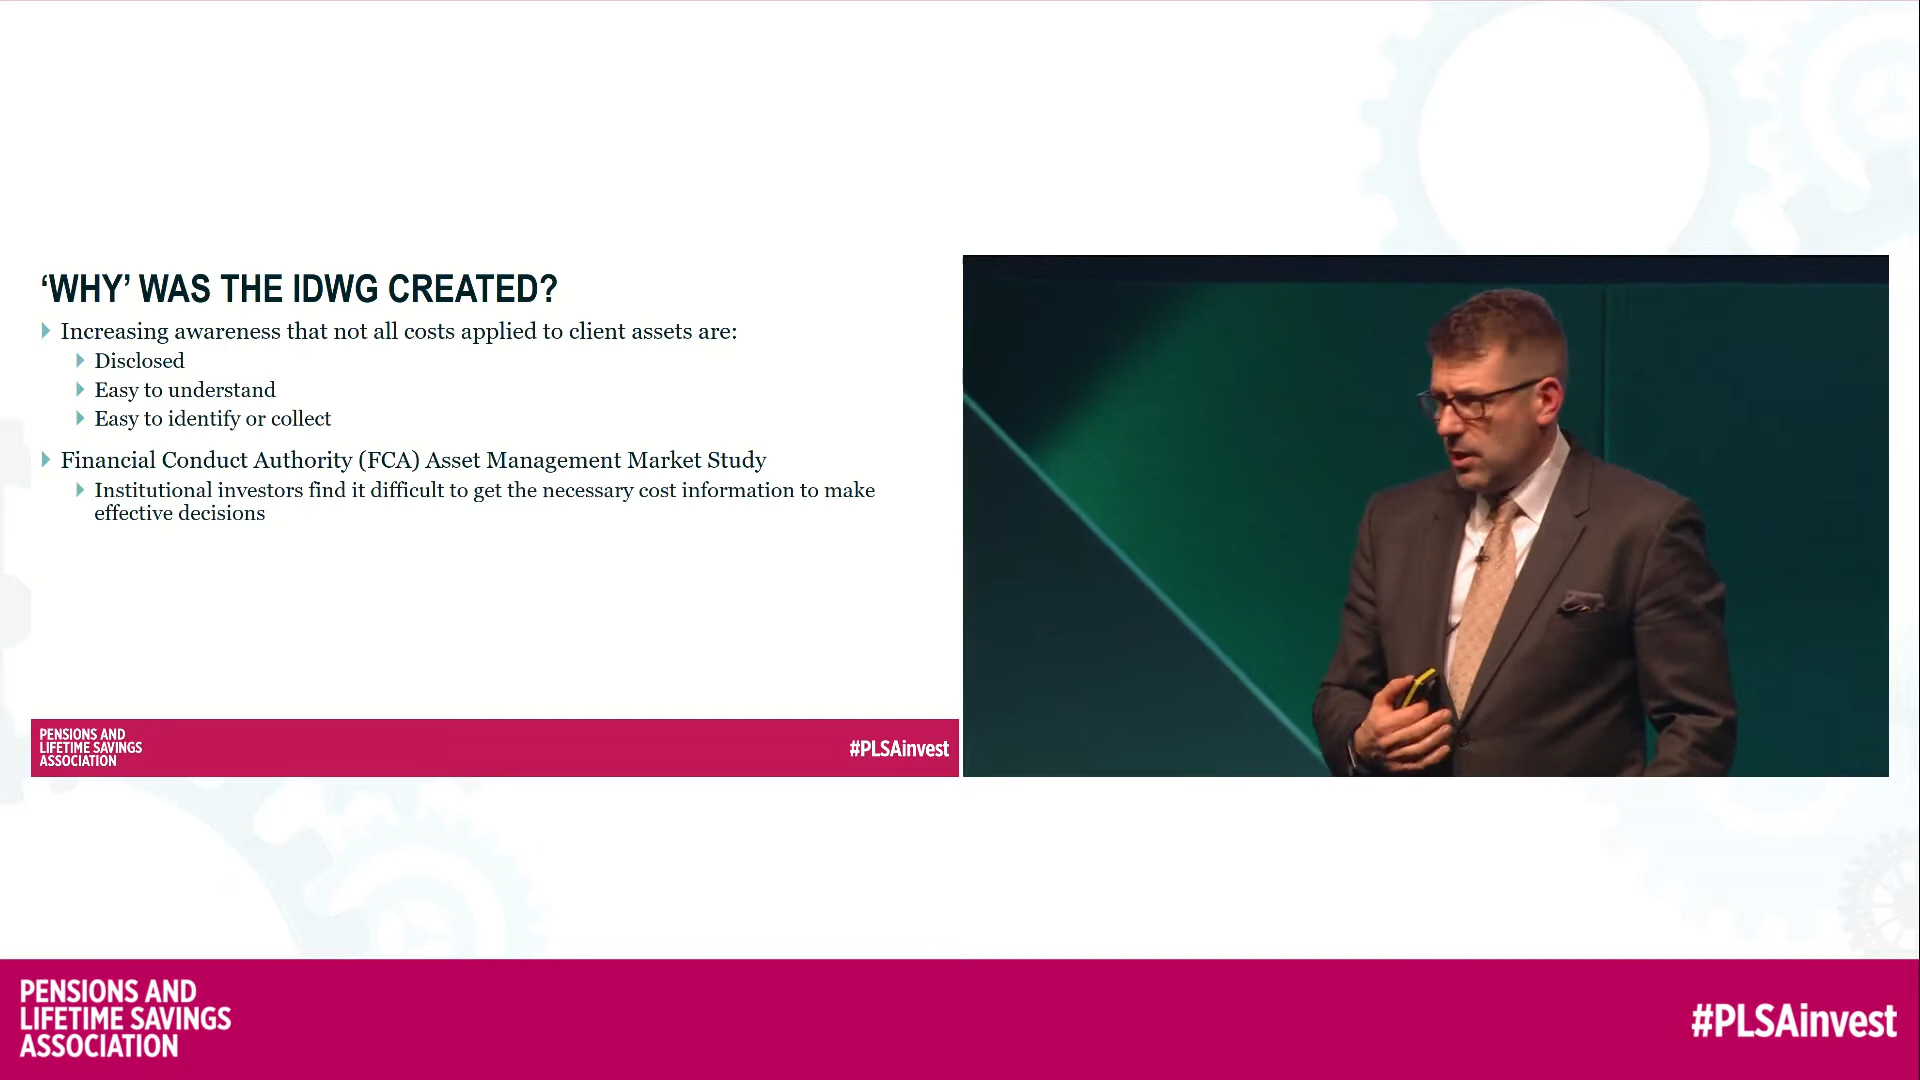 ‘WHY’ WAS THE IDWG CREATED?
Increasing awareness that not all costs applied to client assets are:
Disclosed
Easy to understand
Easy to identify or collect
Financial Conduct Authority (FCA) Asset Management Market Study
Institutional investors find it difficult to get the necessary cost information to make
effective decisions
PENSIONS AND
LIFETIME SAVINGS
ASSOCIATION
#PLSAinvest
PENSIONS AND
LIFETIME SAVINGS
ASSOCIATION
#PLSAinvest